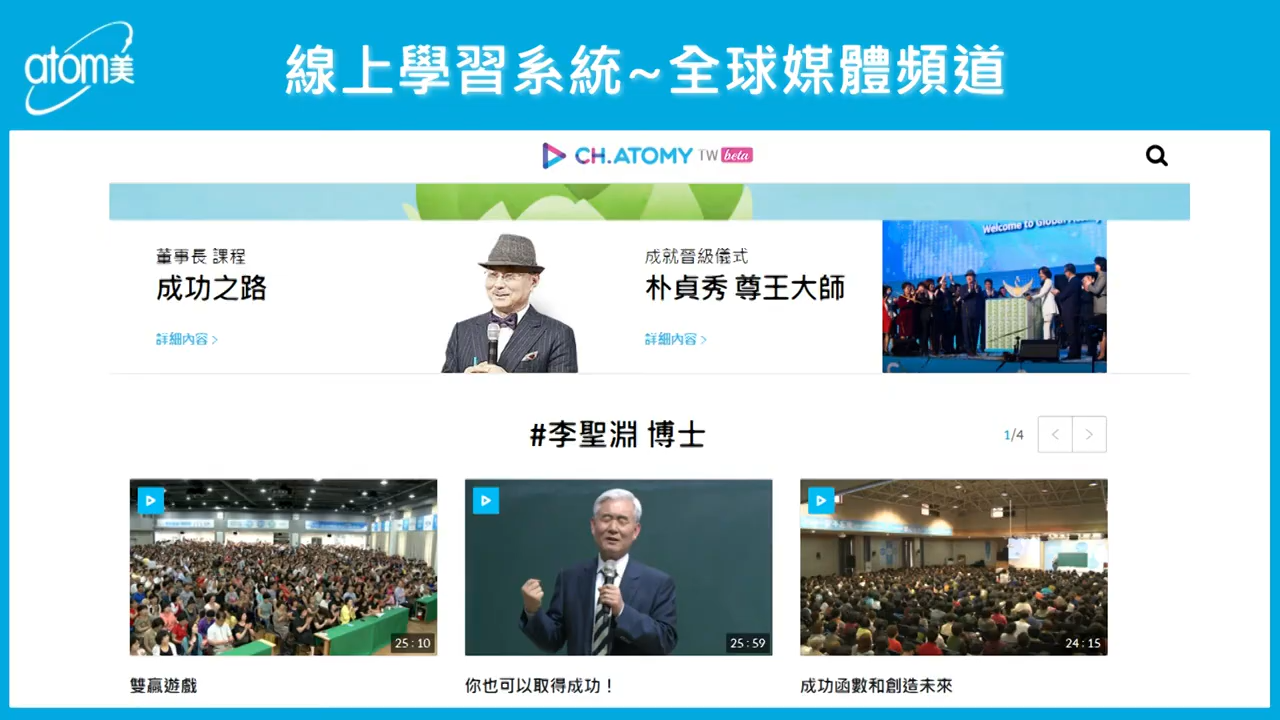 atom美
線上學習系統~全球媒體頻道
CH.ATOMY TW beta
董事長 課程
成功之路
詳細內容 >
成就晉級儀式
朴貞秀 尊王大師
詳細內容 >
Welcome to Global
#李聖淵 博士
1/4
< >
25:10
25:59
24:15
雙贏遊戲
你也可以取得成功！
成功函數和創造未來